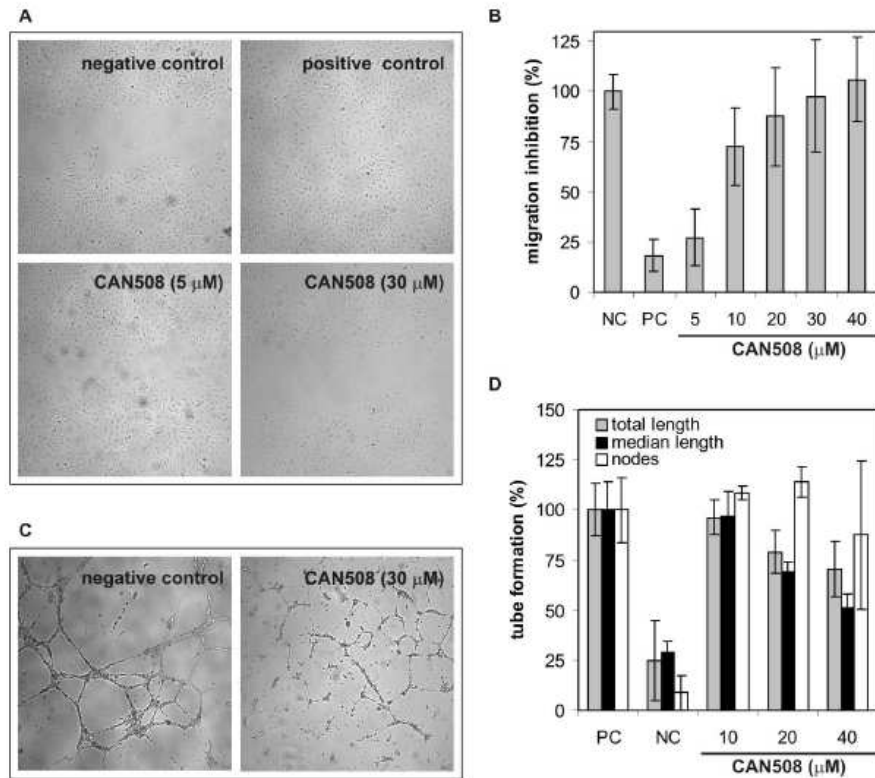 A
negative control
positive control
CAN508 (5 μM)
CAN508 (30 μM)
B
migration inhibition (%)
125
100
75
50
25
0
NC PC 5 10 20 30 40
CAN508 (μM)
C
negative control
CAN508 (30 μM)
D
tube formation (%)
150
125
100
75
50
25
0
total length
median length
nodes
PC NC 10 20 40
CAN508 (μM)